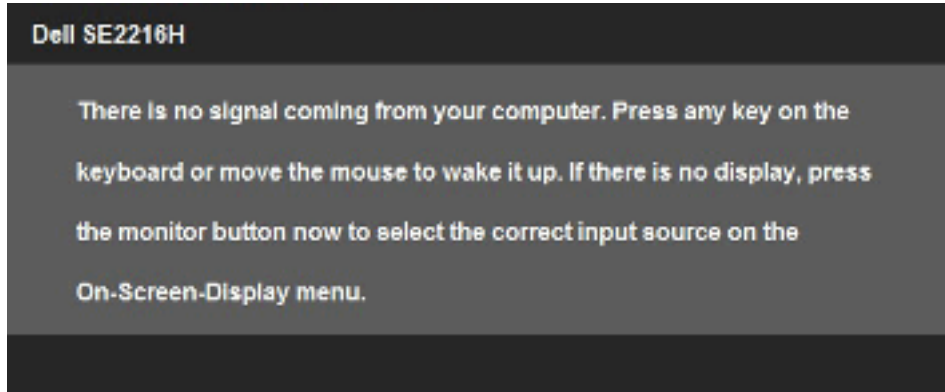 Dell SE2216H
There is no signal coming from your computer. Press any key on the
keyboard or move the mouse to wake it up. If there is no display, press
the monitor button now to select the correct input source on the
On-Screen-Display menu.